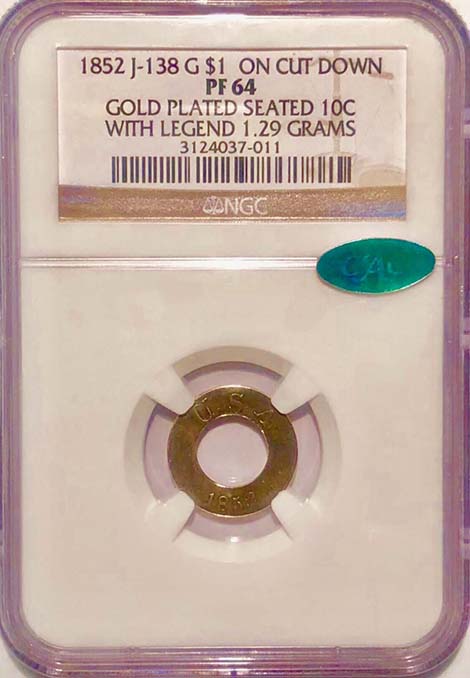 1852 J-138 G $1 ON CUT DOWN
PF 64
GOLD PLATED SEATED 10C
WITH LEGEND 1.29 GRAMS
3124037-011
NGC
CAC
U.S.A.
1852